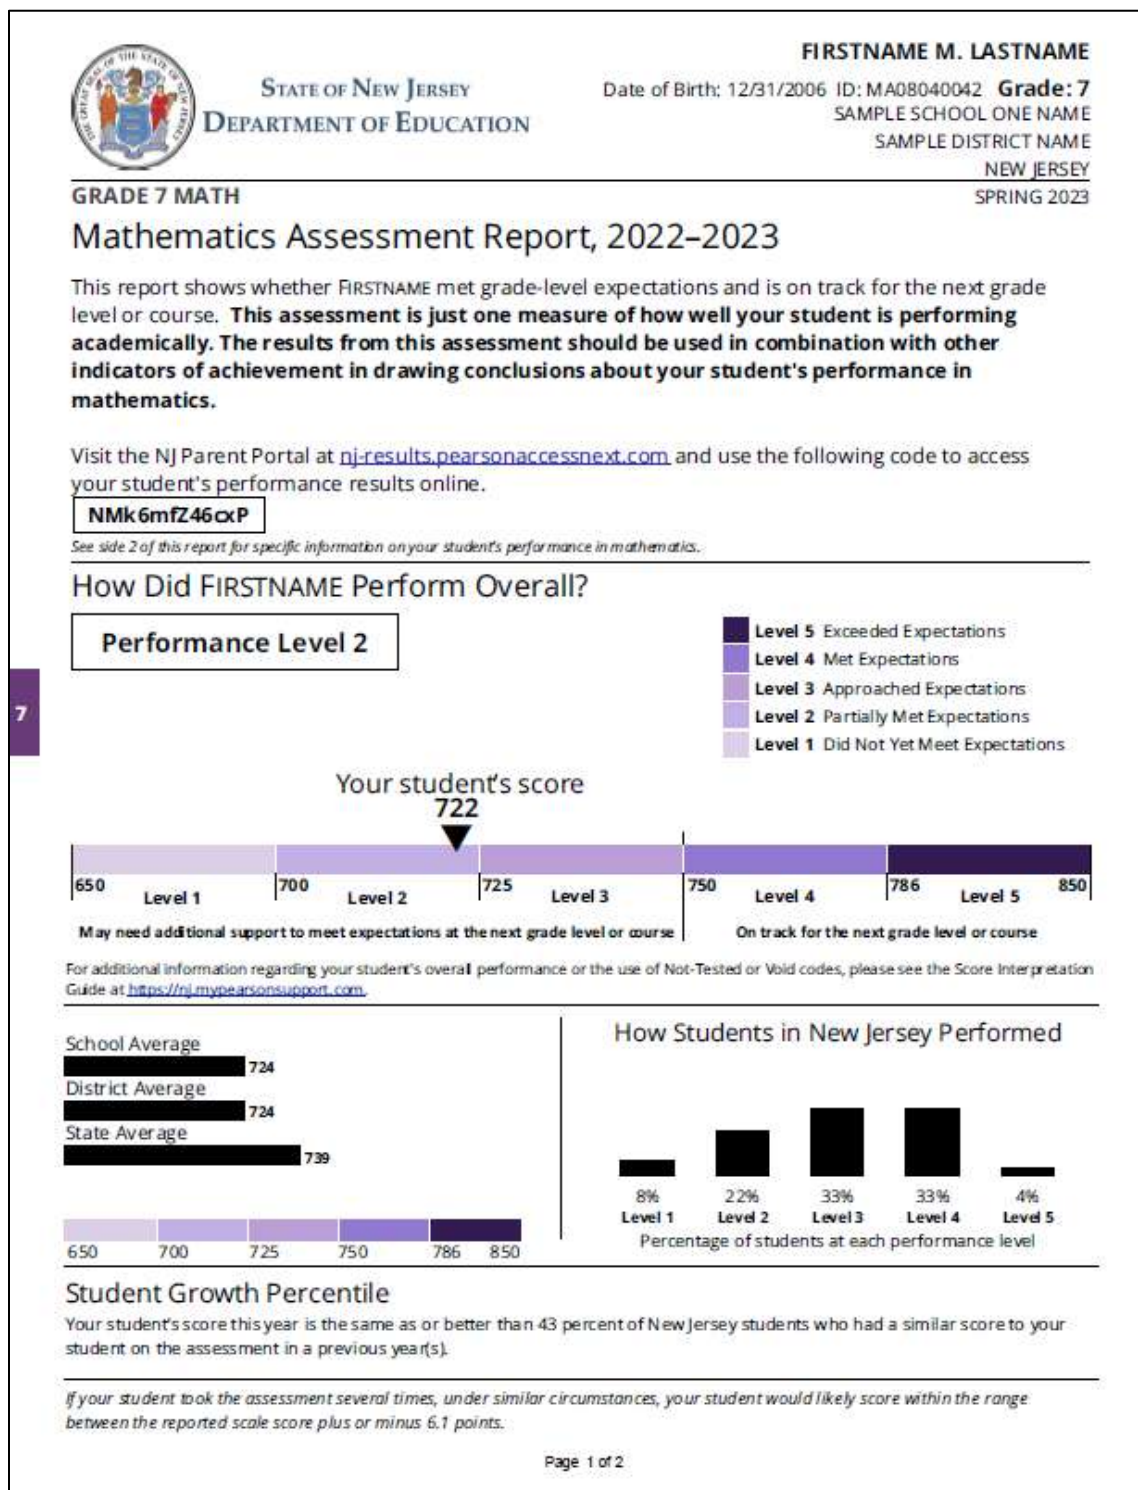 FIRSTNAME M. LASTNAME
STATE OF NEW JERSEY
DEPARTMENT OF EDUCATION
Date of Birth: 12/31/2006 ID: MA08040042 Grade: 7
SAMPLE SCHOOL ONE NAME
SAMPLE DISTRICT NAME
NEW JERSEY
GRADE 7 MATH
SPRING 2023
Mathematics Assessment Report, 2022–2023
This report shows whether FIRSTNAME met grade-level expectations and is on track for the next grade
level or course. This assessment is just one measure of how well your student is performing
academically. The results from this assessment should be used in combination with other
indicators of achievement in drawing conclusions about your student's performance in
mathematics.
Visit the NJ Parent Portal at nj-results.pearsonaccessnext.com and use the following code to access
your student's performance results online.
NMk6mfZ46cxP
See side 2 of this report for specific information on your student's performance in mathematics.
How Did FIRSTNAME Perform Overall?
Performance Level 2
Level 5 Exceeded Expectations
Level 4 Met Expectations
Level 3 Approached Expectations
Level 2 Partially Met Expectations
Level 1 Did Not Yet Meet Expectations
7
Your student's score
722
650 700 725 750 786 850
Level 1 Level 2 Level 3 Level 4 Level 5
May need additional support to meet expectations at the next grade level or course On track for the next grade level or course
For additional information regarding your student's overall performance or the use of Not-Tested or Void codes, please see the Score Interpretation
Guide at https://nj.mypearsonsupport.com.
School Average
724
District Average
724
State Average
739
650 700 725 750 786 850
How Students in New Jersey Performed
8% 22% 33% 33% 4%
Level 1 Level 2 Level 3 Level 4 Level 5
Percentage of students at each performance level
Student Growth Percentile
Your student's score this year is the same as or better than 43 percent of New Jersey students who had a similar score to your
student on the assessment in a previous year(s).
If your student took the assessment several times, under similar circumstances, your student would likely score within the range
between the reported scale score plus or minus 6.1 points.
Page 1 of 2